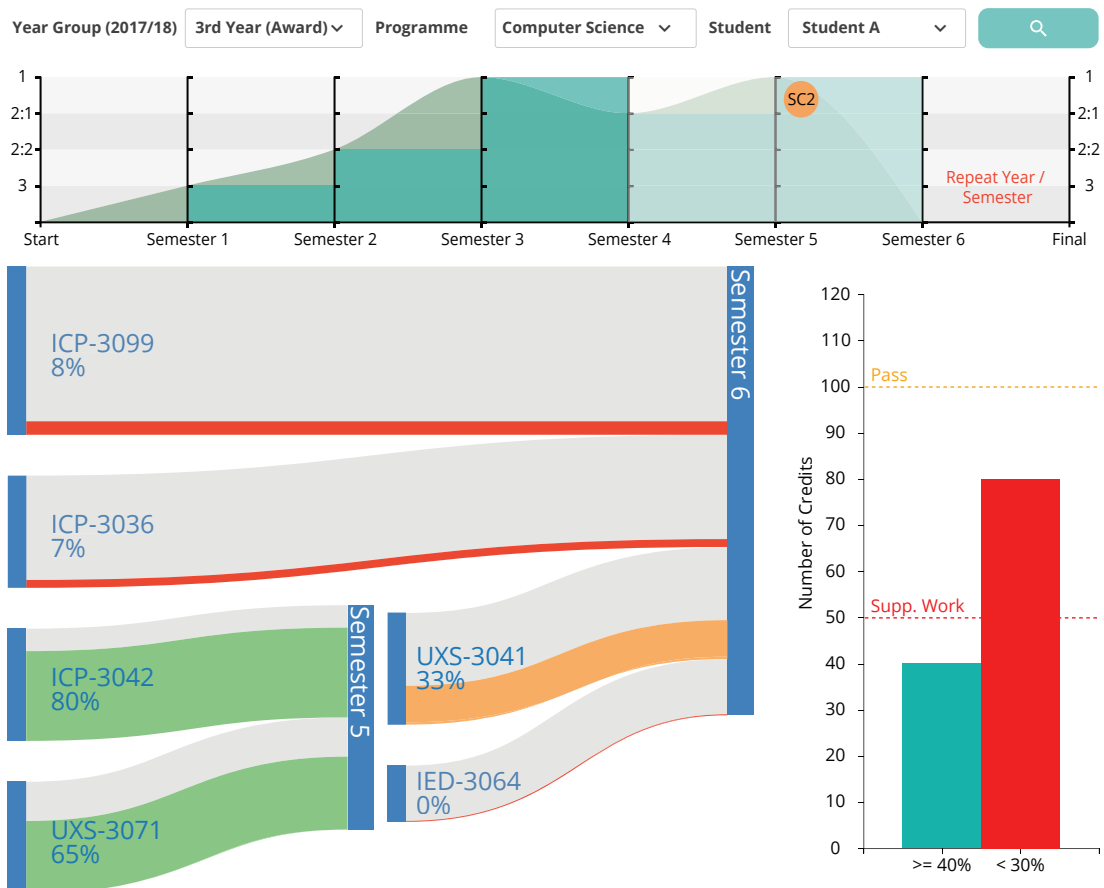 Year Group (2017/18) 3rd Year (Award) Programme Computer Science Student Student A
1 1
SC2
2:1 2:1
2:2 2:2
3 Repeat Year / 3
Semester
Start Semester 1 Semester 2 Semester 3 Semester 4 Semester 5 Semester 6 Final
ICP-3099
8%
ICP-3036
7%
ICP-3042
80%
UXS-3071
65%
Semester 5
UXS-3041
33%
IED-3064
0%
Semester 6
Number of Credits
120
110
Pass
100
90
80
70
60
Supp. Work
50
40
30
20
10
0
>= 40% < 30%